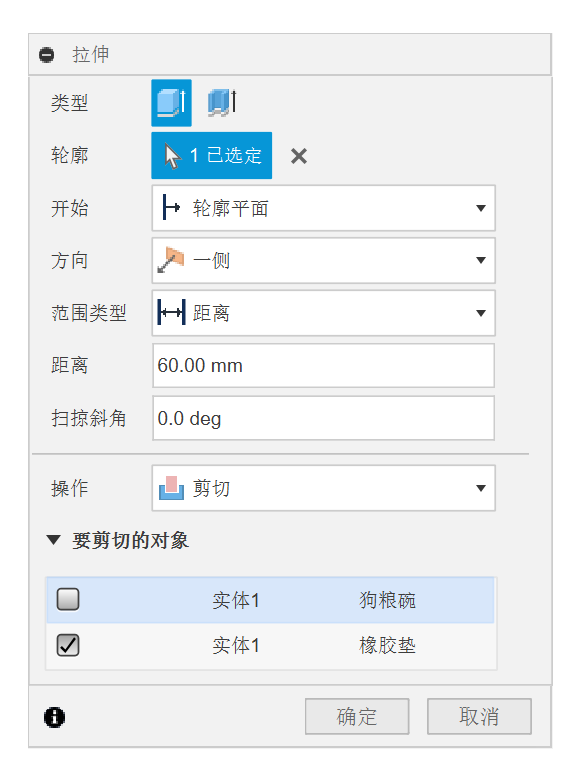 拉伸
类型
轮廓 1 已选定
开始 轮廓平面
方向 一侧
范围类型 距离
距离 60.00 mm
扫掠斜角 0.0 deg
操作 剪切
要剪切的对象
实体1 狗粮碗
实体1 橡胶垫
确定 取消